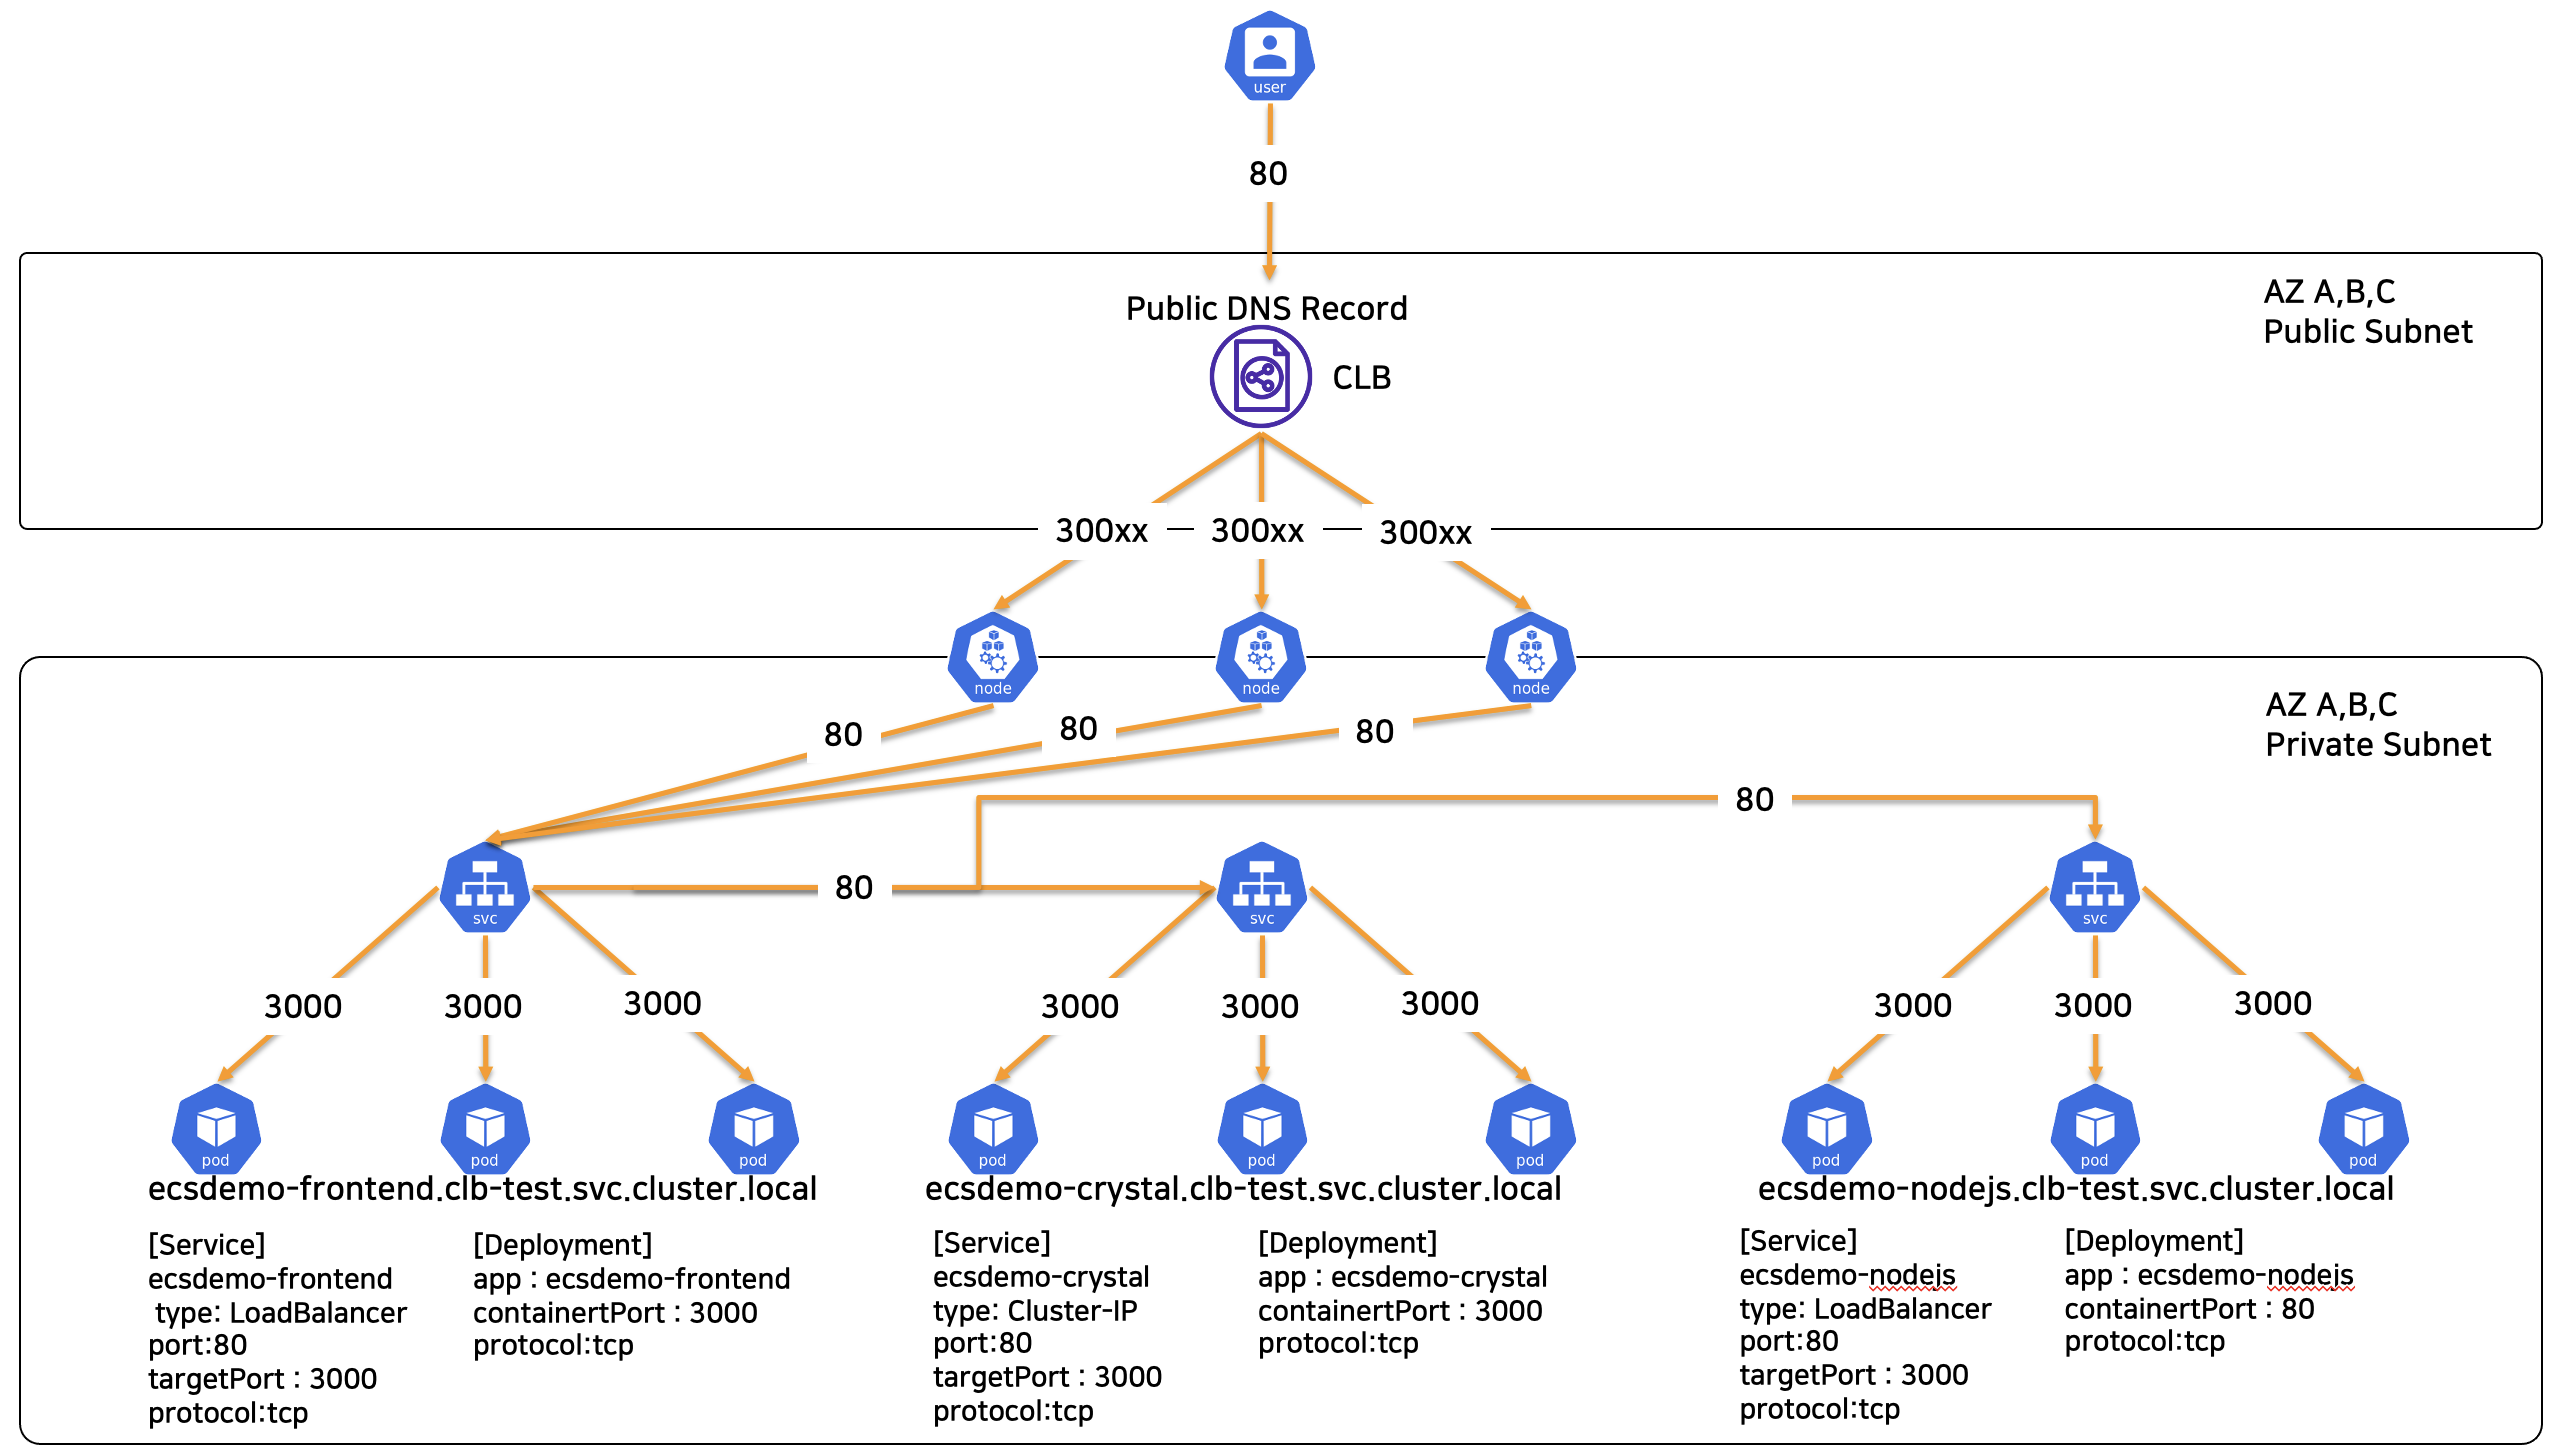 user
80
Public DNS Record
AZ A,B,C
Public Subnet
CLB
300xx
300xx
300xx
node
node
node
AZ A,B,C
Private Subnet
80
80
80
80
80
svc
svc
svc
3000
3000
3000
3000
3000
3000
3000
3000
3000
pod
pod
pod
pod
pod
pod
pod
pod
pod
ecsdemo-frontend.clb-test.svc.cluster.local
[Service]
ecsdemo-frontend
type: LoadBalancer
port:80
targetPort : 3000
protocol:tcp
[Deployment]
app : ecsdemo-frontend
containertPort : 3000
protocol:tcp
ecsdemo-crystal.clb-test.svc.cluster.local
[Service]
ecsdemo-crystal
type: Cluster-IP
port:80
targetPort : 3000
protocol:tcp
[Deployment]
app : ecsdemo-crystal
containertPort : 3000
protocol:tcp
ecsdemo-nodejs.clb-test.svc.cluster.local
[Service]
ecsdemo-nodejs
type: LoadBalancer
port:80
targetPort : 3000
protocol:tcp
[Deployment]
app : ecsdemo-nodejs
containertPort : 80
protocol:tcp